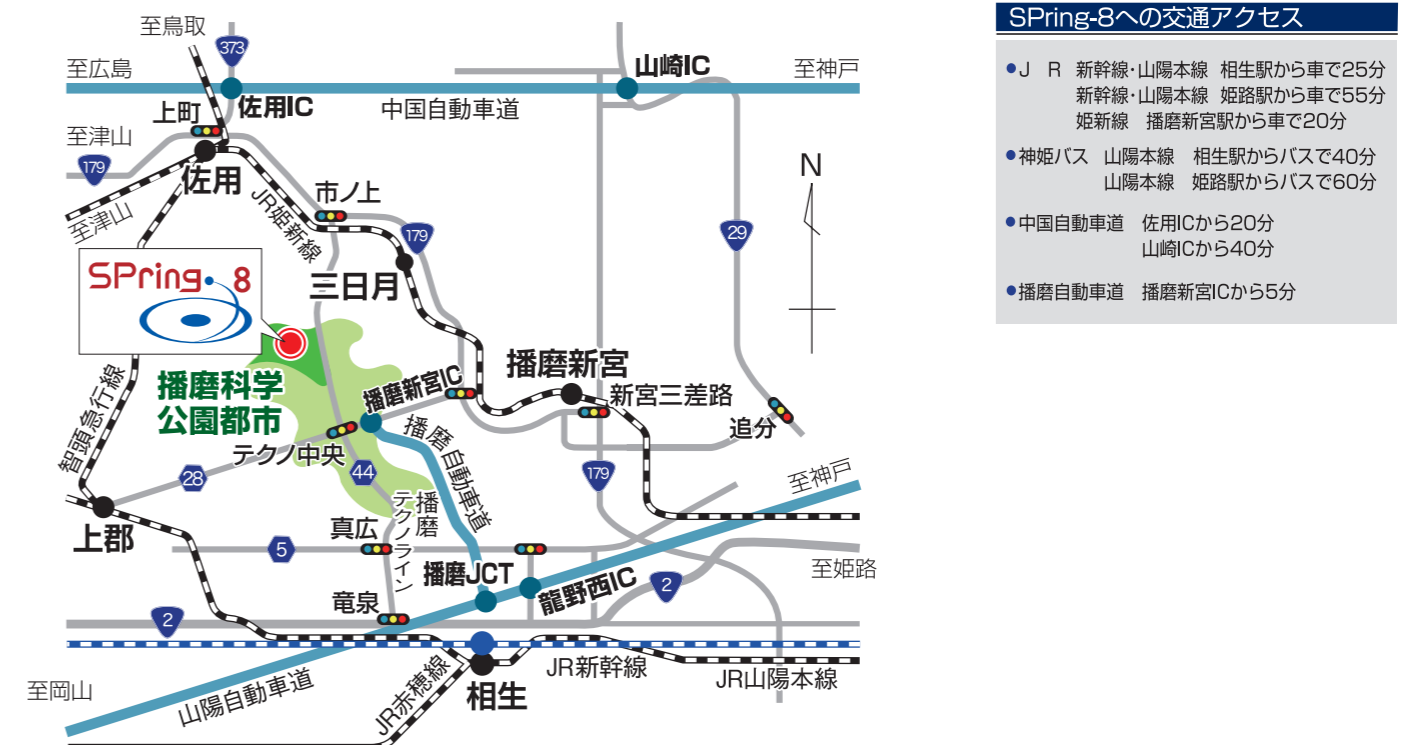 至鳥取
373
至広島
山崎IC
至神戸
佐用IC
上町
中国自動車道
至津山
179
佐用
至津山
JR姫新線
市ノ上
179
29
N
SPring-8
三日月
播磨科学
公園都市
播磨新宮IC
播磨新宮
新宮三差路
追分
智頭急行線
テクノ中央
播磨自動車道
28
44
179
至神戸
上郡
播磨
テクノライン
真広
5
播磨JCT
龍野西IC
至姫路
竜泉
2
2
至岡山
山陽自動車道
JR赤穂線
相生
JR新幹線
JR山陽本線
SPring-8への交通アクセス
●J R 新幹線・山陽本線 相生駅から車で25分
新幹線・山陽本線 姫路駅から車で55分
姫新線 播磨新宮駅から車で20分
●神姫バス 山陽本線 相生駅からバスで40分
山陽本線 姫路駅からバスで60分
●中国自動車道 佐用ICから20分
山崎ICから40分
●播磨自動車道 播磨新宮ICから5分